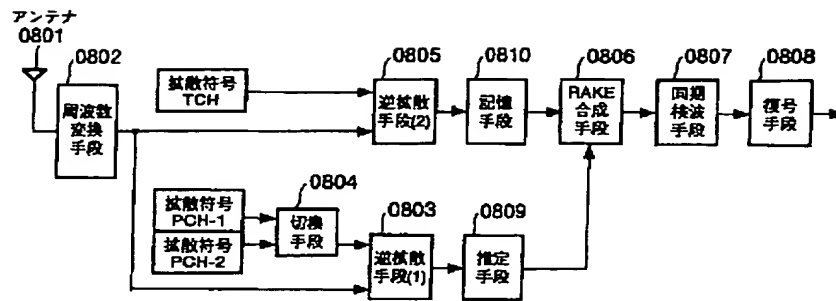 アンテナ
0801
0802
周波数
変換
手段
拡散符号
TCH
0805
逆拡散
手段(2)
0810
記憶
手段
0806
RAKE
合成
手段
0807
同期
検波
手段
0808
復号
手段
拡散符号
PCH-1
拡散符号
PCH-2
0804
切換
手段
0803
逆拡散
手段(1)
0809
推定
手段